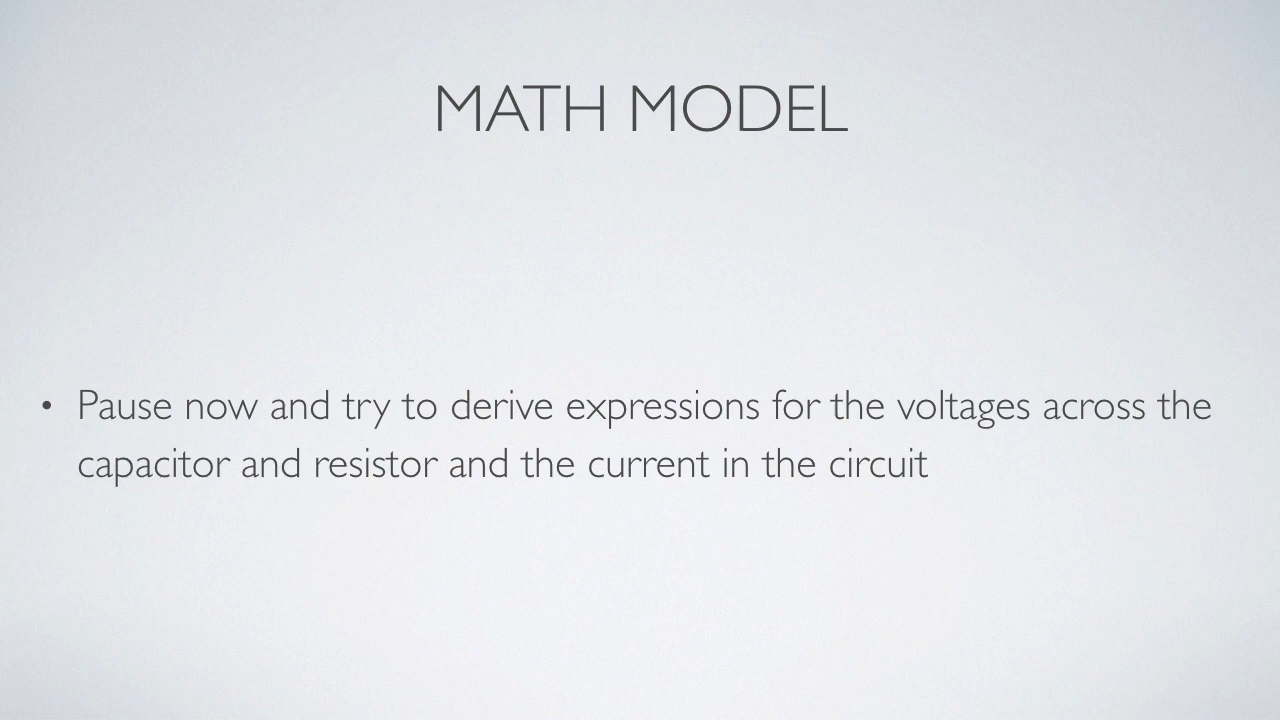 MATH MODEL
• Pause now and try to derive expressions for the voltages across the
capacitor and resistor and the current in the circuit